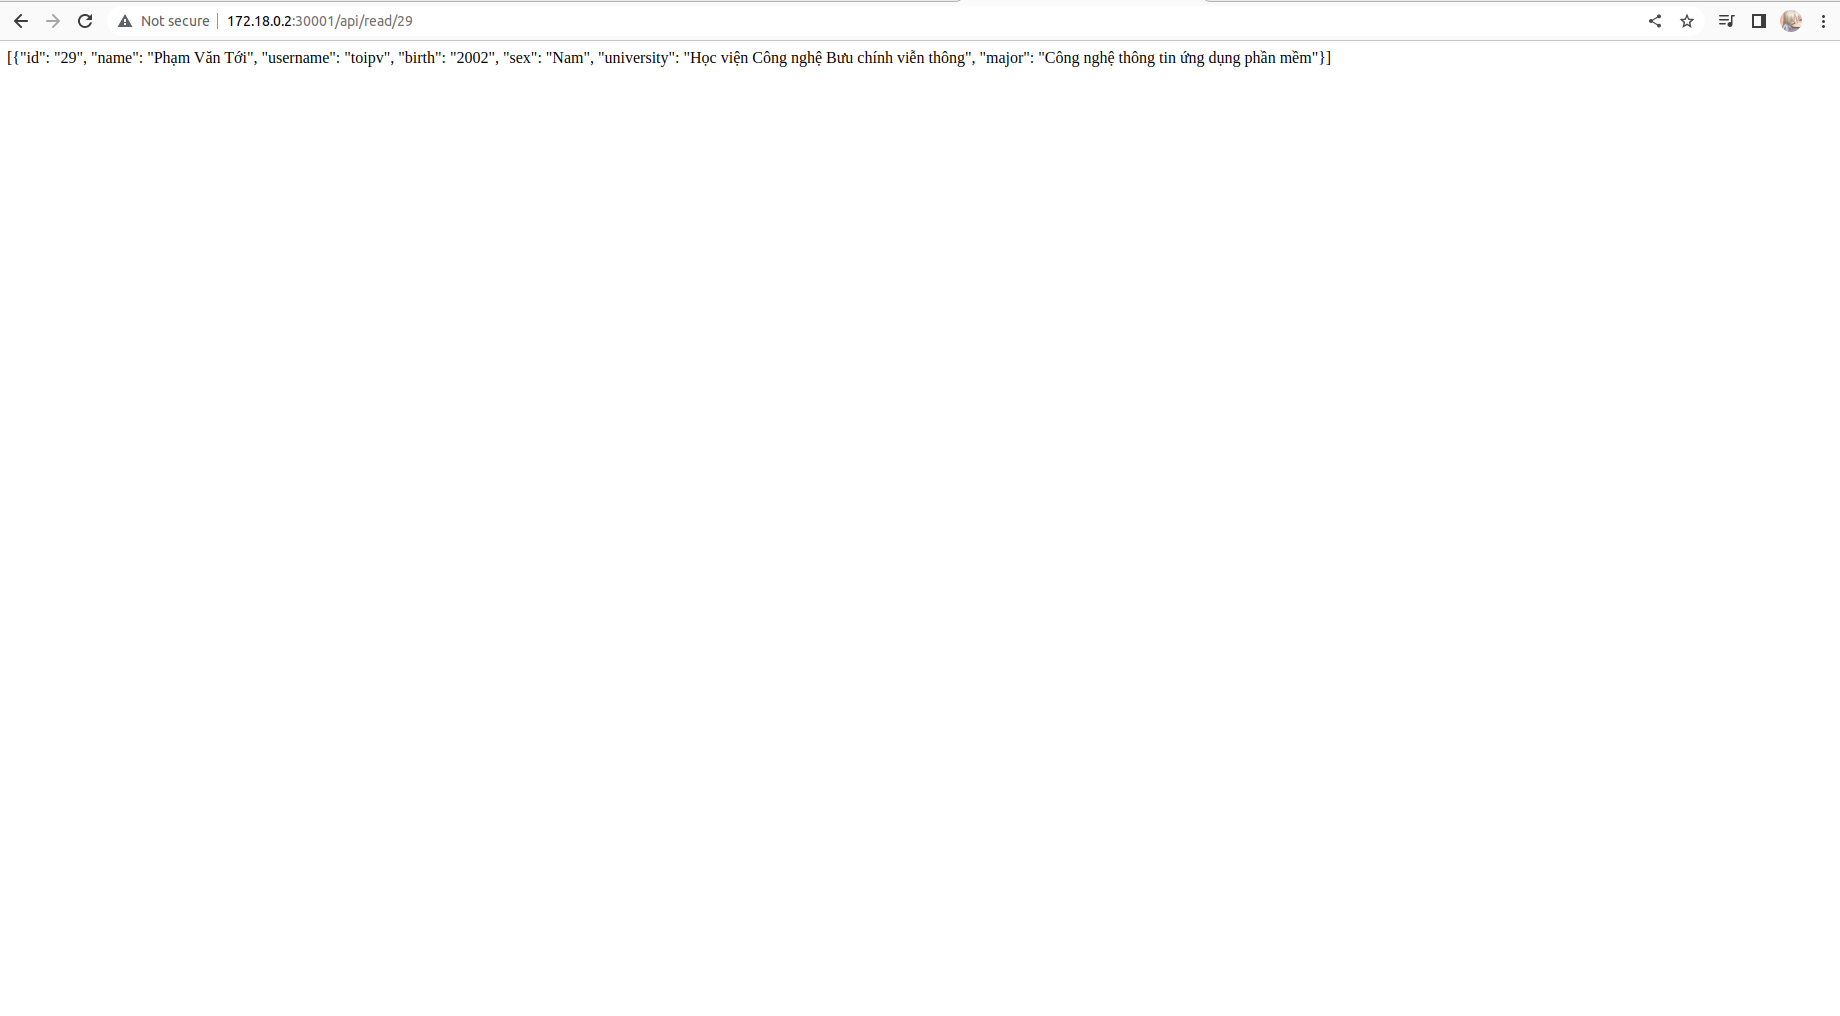 Not secure 172.18.0.2:30001/api/read/29
[{"id": "29", "name": "Phạm Văn Tới", "username": "toipv", "birth": "2002", "sex": "Nam", "university": "Học viện Công nghệ Bưu chính viễn thông", "major": "Công nghệ thông tin ứng dụng phần mềm"}]